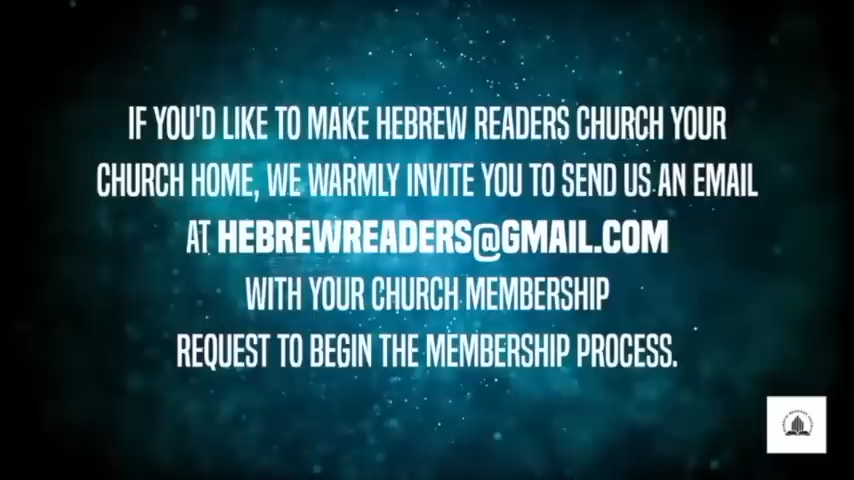 IF YOU'D LIKE TO MAKE HEBREW READERS CHURCH YOUR
CHURCH HOME, WE WARMLY INVITE YOU TO SEND US AN EMAIL
AT HEBREWREADERS@GMAIL.COM
WITH YOUR CHURCH MEMBERSHIP
REQUEST TO BEGIN THE MEMBERSHIP PROCESS.